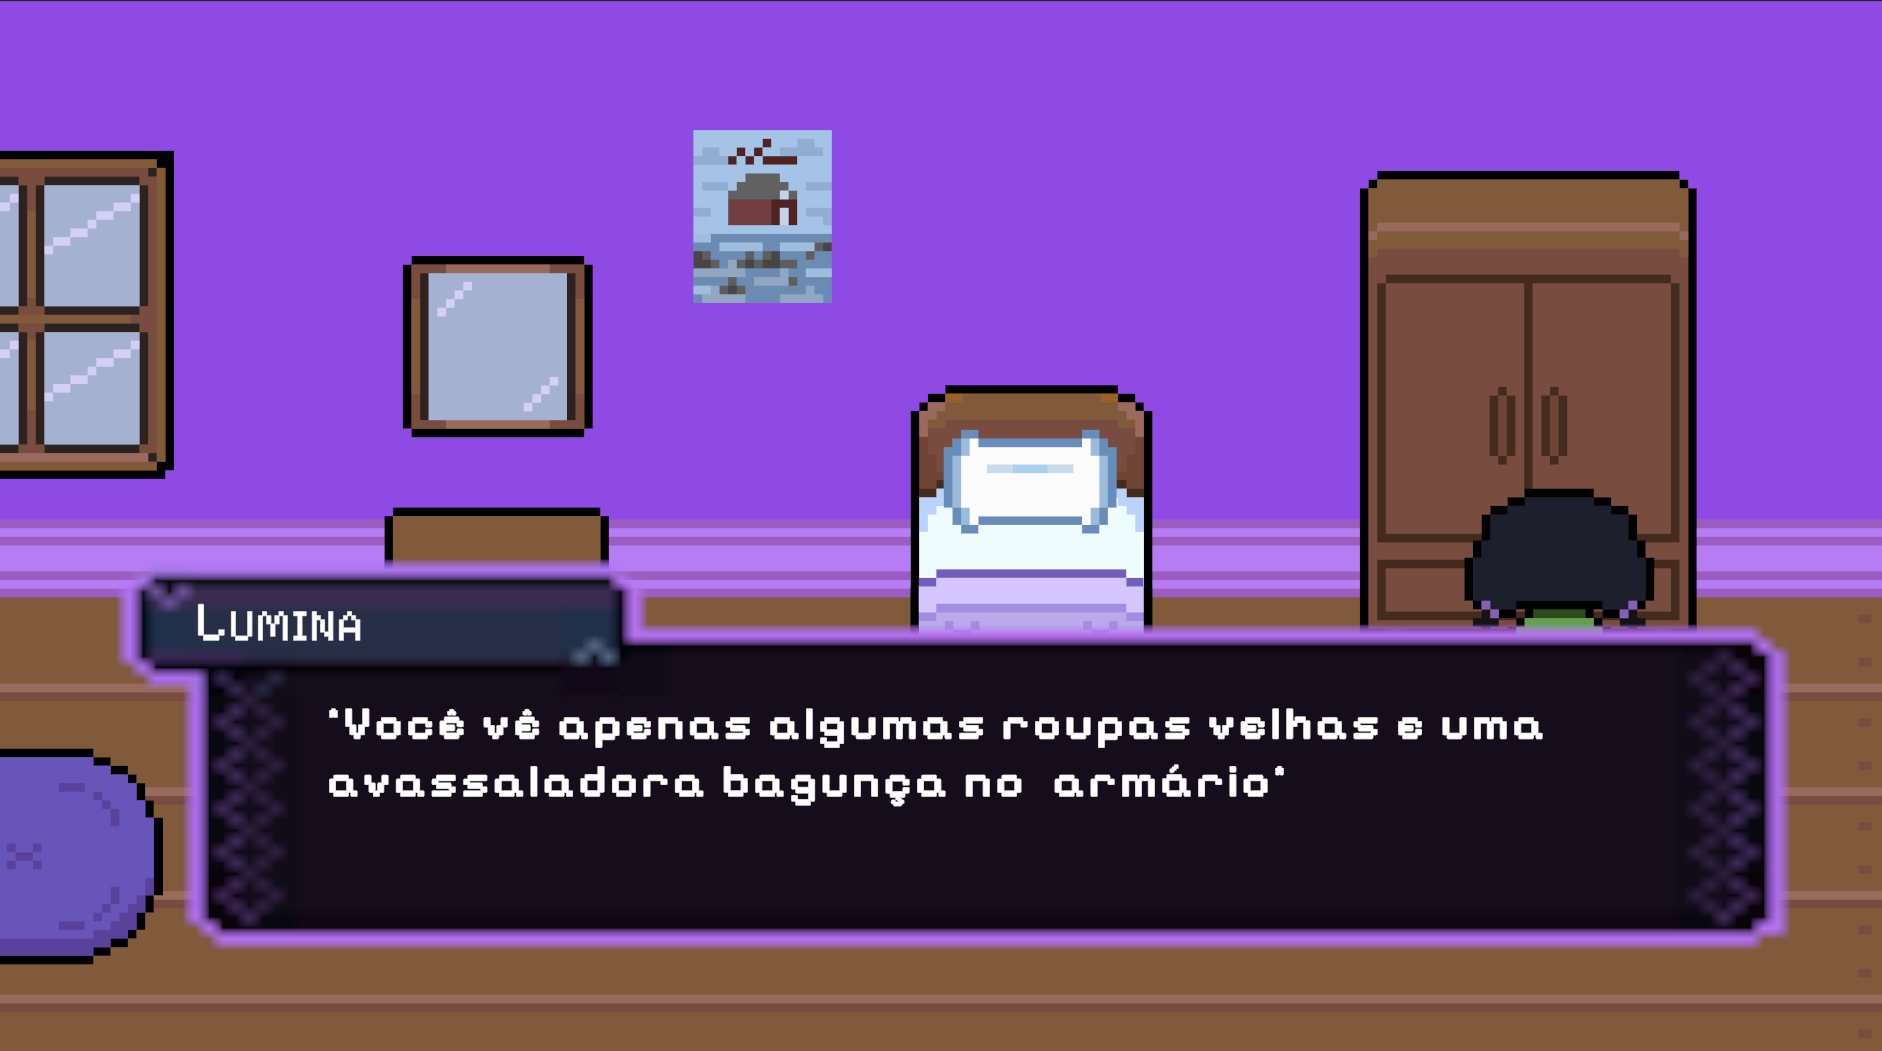 Lumina
*Você vê apenas algumas roupas velhas e uma
avassaladora bagunça no  armário*